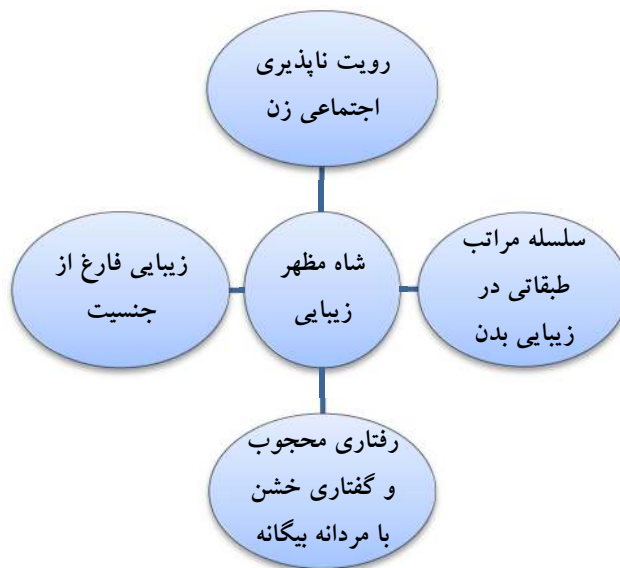 رویت ناپذیری
اجتماعی زن
سلسله مراتب
طبقاتی در
زیبایی بدن
شاه مظهر
زیبایی
زیبایی فارغ از
جنسیت
رفتاری محجوب
و گفتاری خشن
با مردانه بیگانه